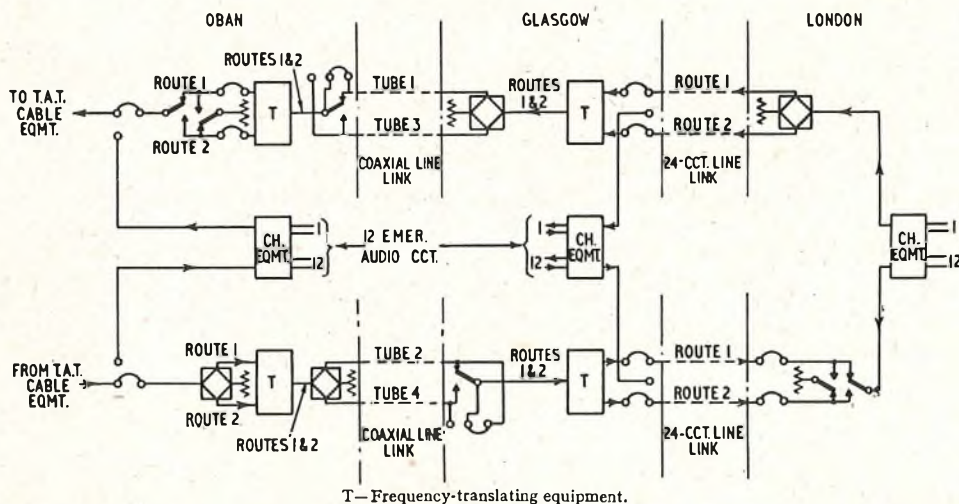 OBAN
GLASGOW
LONDON
ROUTES 1&2
ROUTE 1
TO T.A.T.
CABLE
EQMT.
ROUTE 2
T
TUBE 1
TUBE 3
COAXIAL LINE
LINK
ROUTES
1&2
T
ROUTE 1
ROUTE 2
24-CCT. LINE
LINK
CH.
EQMT.
1
12
12 EMER.
AUDIO CCT.
1
12
CH.
EQMT.
CH.
EQMT.
1
12
FROM T.A.T.
CABLE
EQMT.
ROUTE 1
ROUTE 2
T
ROUTES 1&2
TUBE 2
TUBE 4
COAXIAL LINE
LINK
ROUTES
1&2
T
ROUTE 1
ROUTE 2
24-CCT. LINE
LINK
T—Frequency-translating equipment.